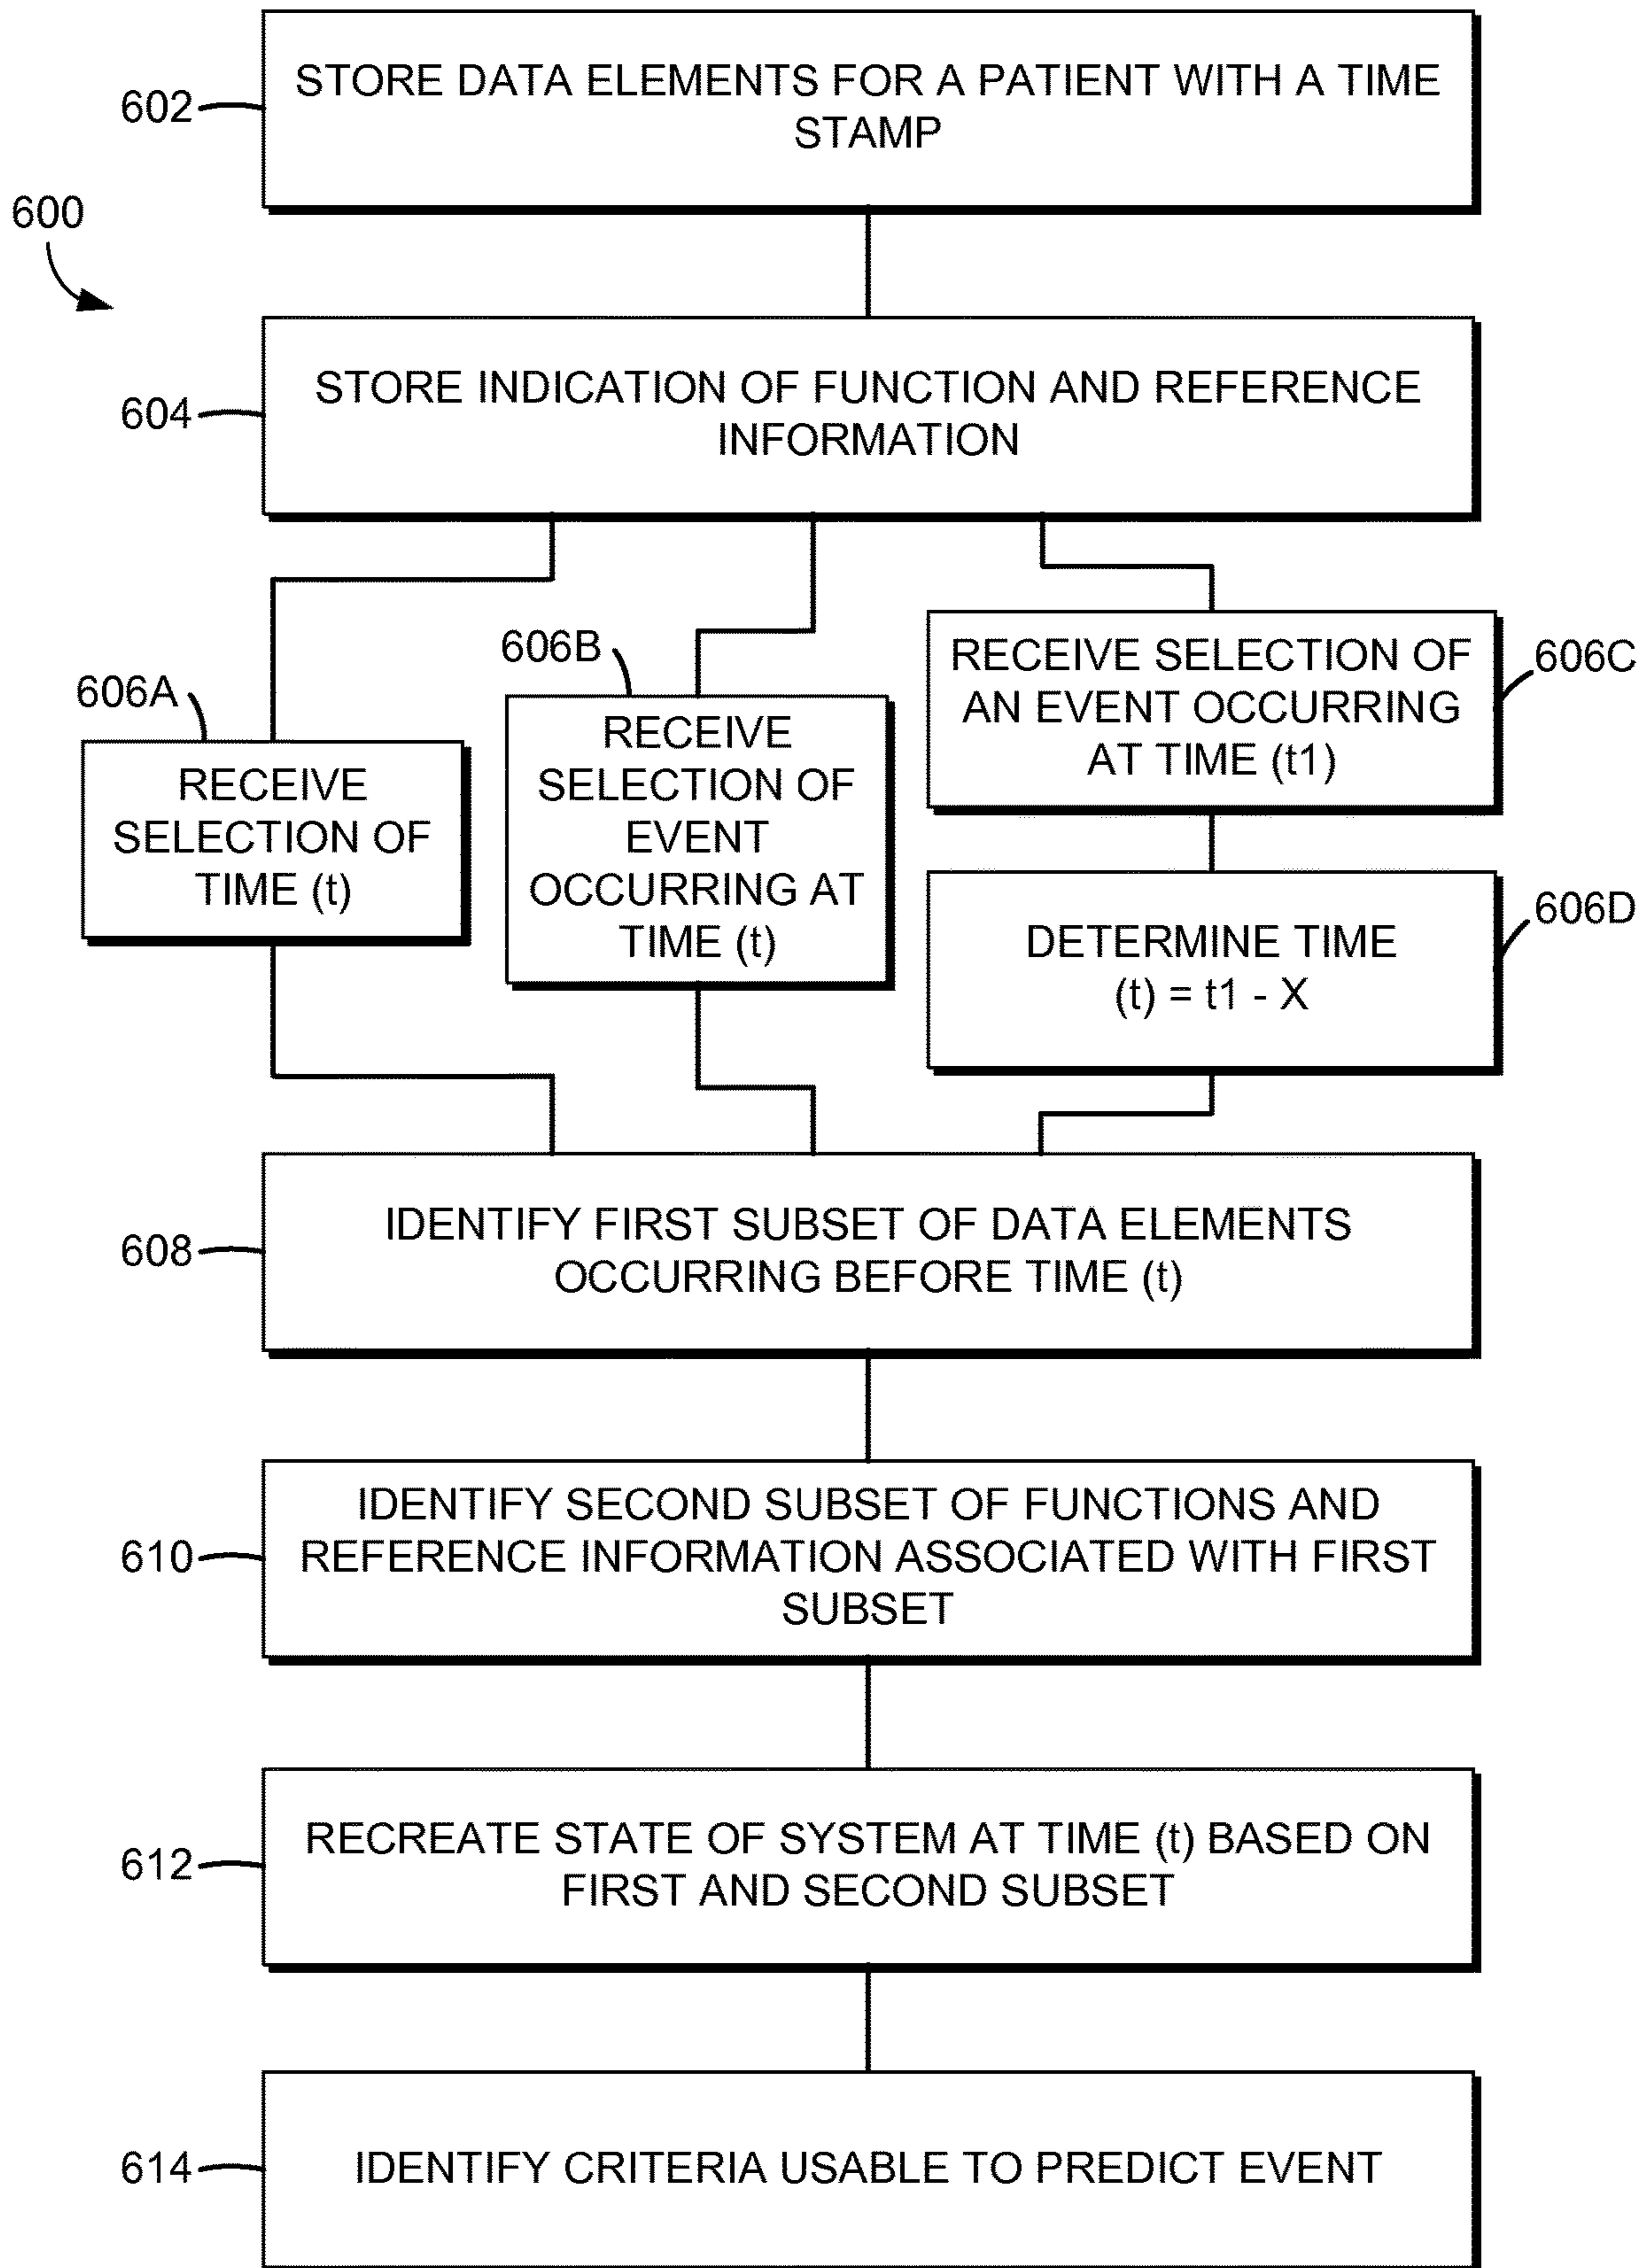 602
STORE DATA ELEMENTS FOR A PATIENT WITH A TIME
STAMP
600
604
STORE INDICATION OF FUNCTION AND REFERENCE
INFORMATION
606A
RECEIVE
SELECTION OF
TIME (t)
606B
RECEIVE
SELECTION OF
EVENT
OCCURRING AT
TIME (t)
606C
RECEIVE SELECTION OF
AN EVENT OCCURRING
AT TIME (t1)
606D
DETERMINE TIME
(t) = t1 - X
608
IDENTIFY FIRST SUBSET OF DATA ELEMENTS
OCCURRING BEFORE TIME (t)
610
IDENTIFY SECOND SUBSET OF FUNCTIONS AND
REFERENCE INFORMATION ASSOCIATED WITH FIRST
SUBSET
612
RECREATE STATE OF SYSTEM AT TIME (t) BASED ON
FIRST AND SECOND SUBSET
614
IDENTIFY CRITERIA USABLE TO PREDICT EVENT